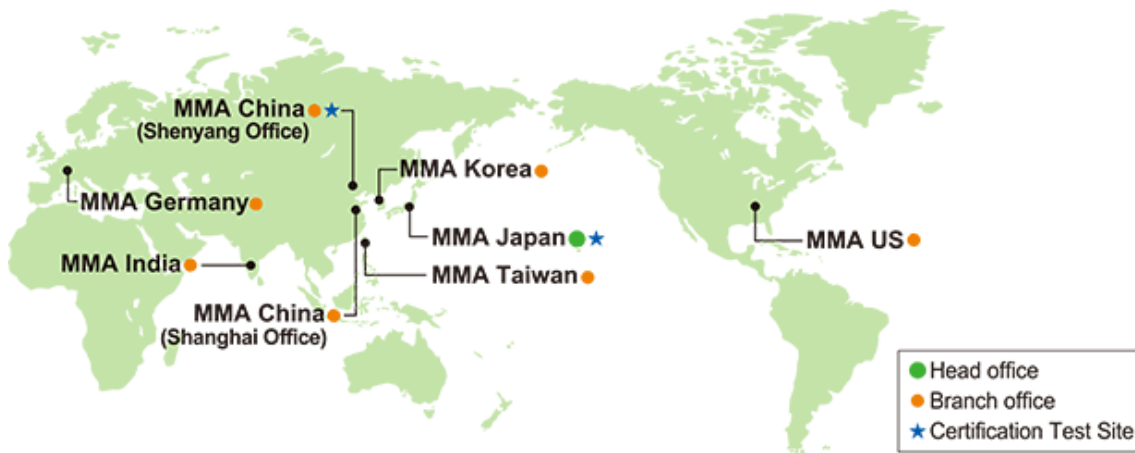 MMA China
(Shenyang Office)
MMA Korea
MMA Germany
MMA Japan
MMA US
MMA India
MMA Taiwan
MMA China
(Shanghai Office)
Head office
Branch office
Certification Test Site